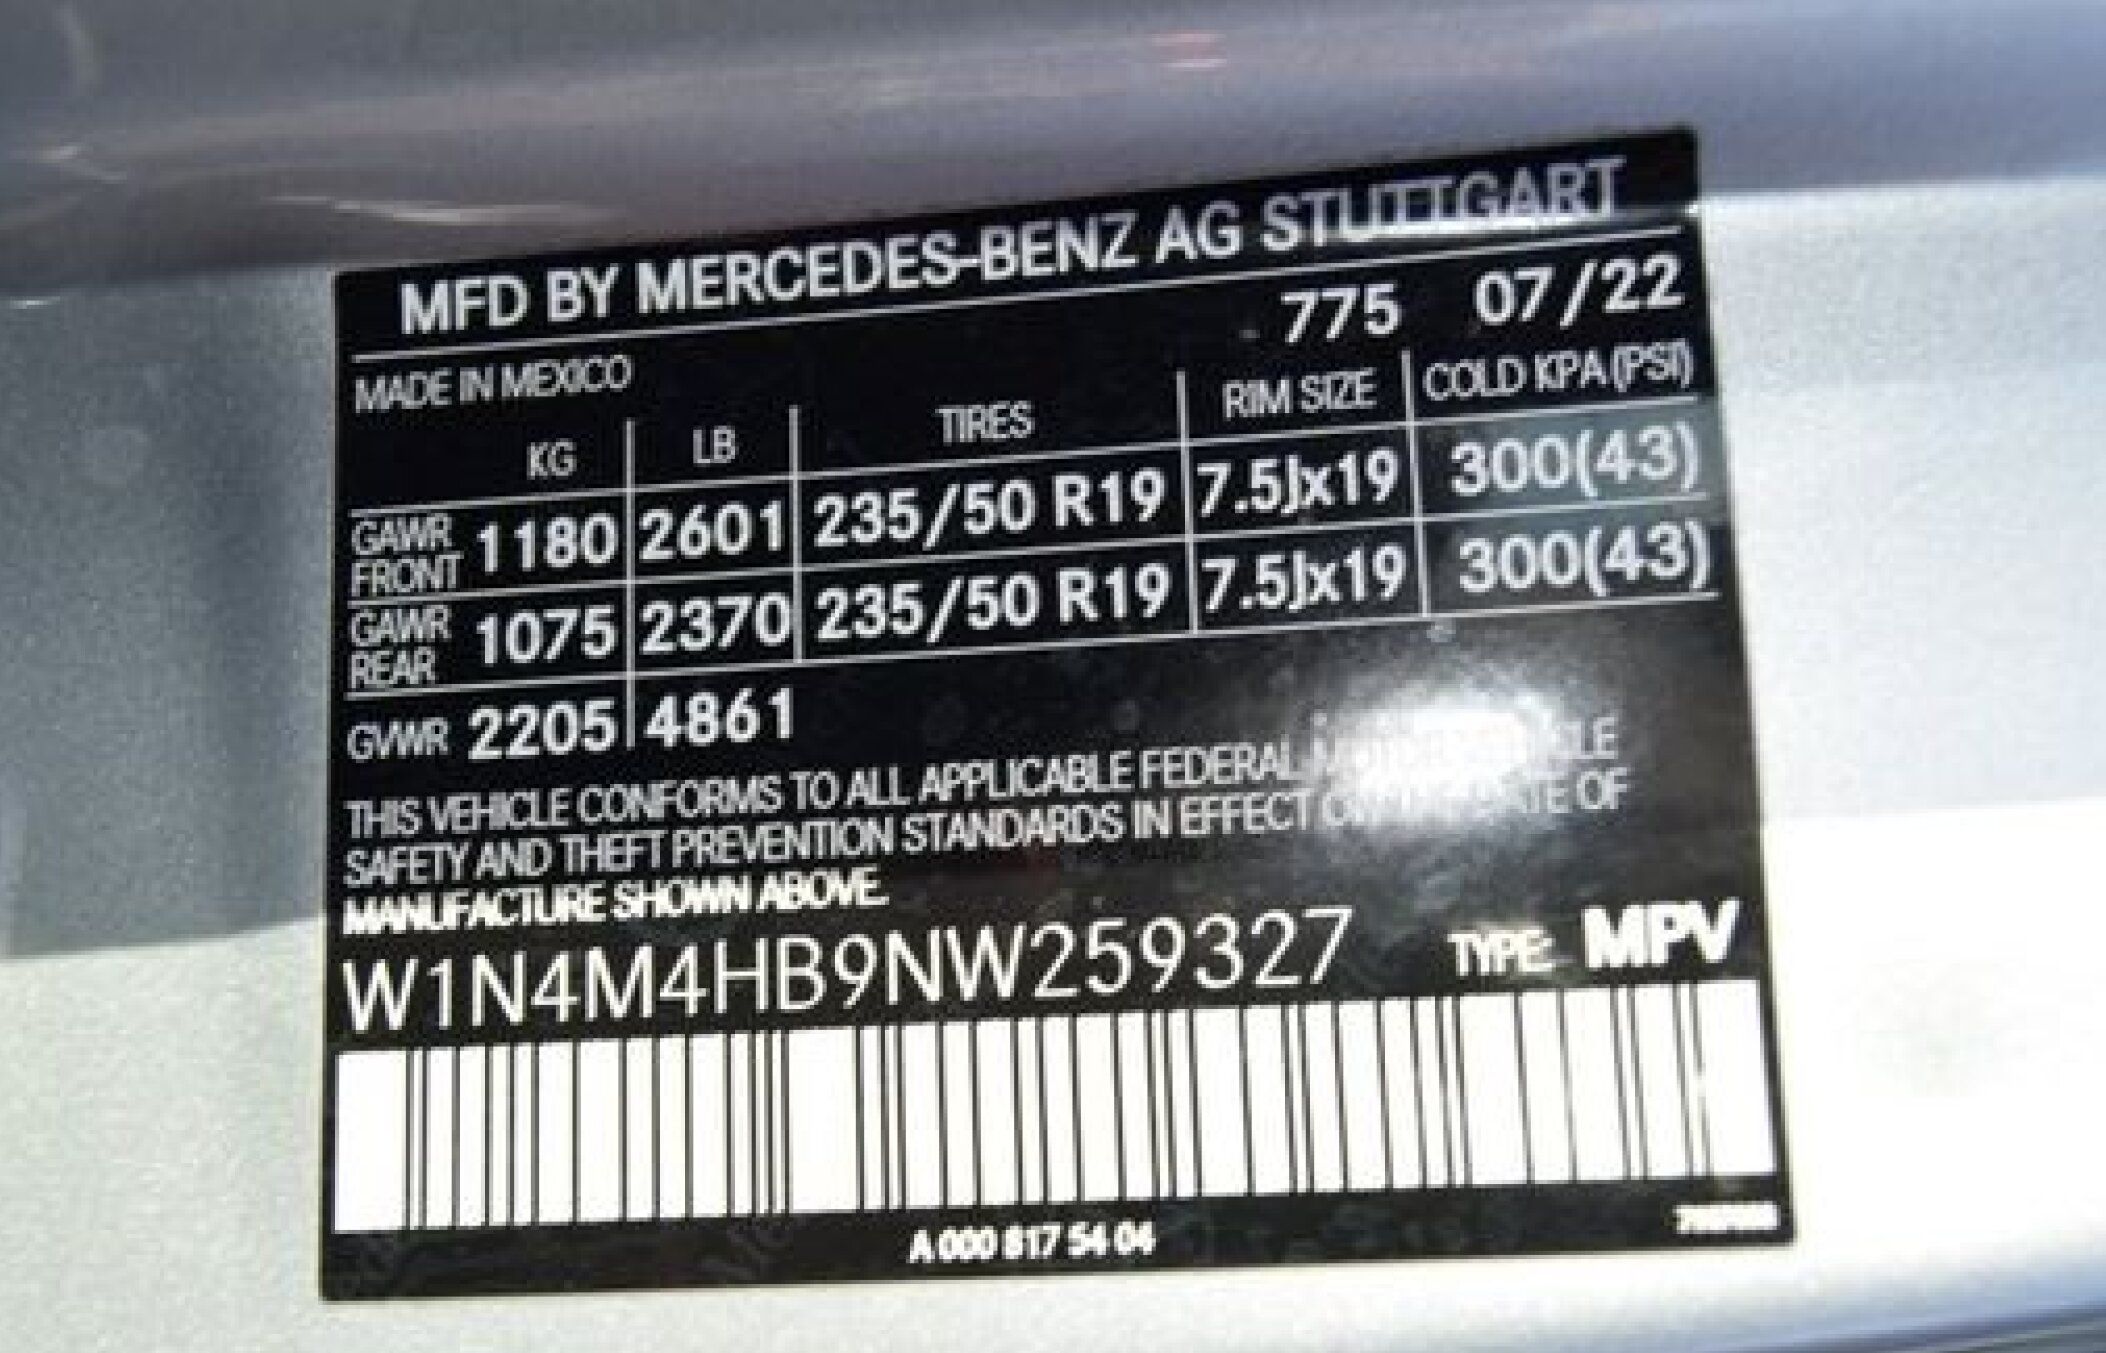 MFD BY MERCEDES-BENZ AG STUTTGART
775 07/22
MADE IN MEXICO
KG LB TIRES RIM SIZE COLD KPA (PSI)
GAWR FRONT 1180 2601 235/50 R19 7.5Jx19 300(43)
GAWR REAR 1075 2370 235/50 R19 7.5Jx19 300(43)
GVWR 2205 4861
THIS VEHICLE CONFORMS TO ALL APPLICABLE FEDERAL
SAFETY AND THEFT PREVENTION STANDARDS IN EFFECT OF
MANUFACTURE SHOWN ABOVE.
W1N4M4HB9NW259327 TYPE: MPV
A 000 817 54 04